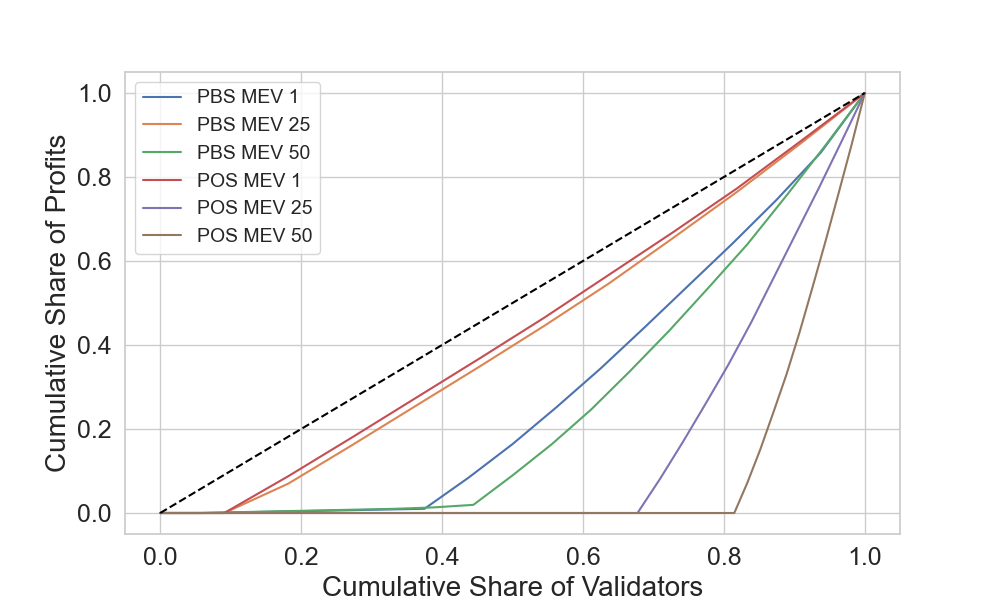 PBS MEV 1
PBS MEV 25
PBS MEV 50
POS MEV 1
POS MEV 25
POS MEV 50
Cumulative Share of Profits
1.0
0.8
0.6
0.4
0.2
0.0
0.0 0.2 0.4 0.6 0.8 1.0
Cumulative Share of Validators